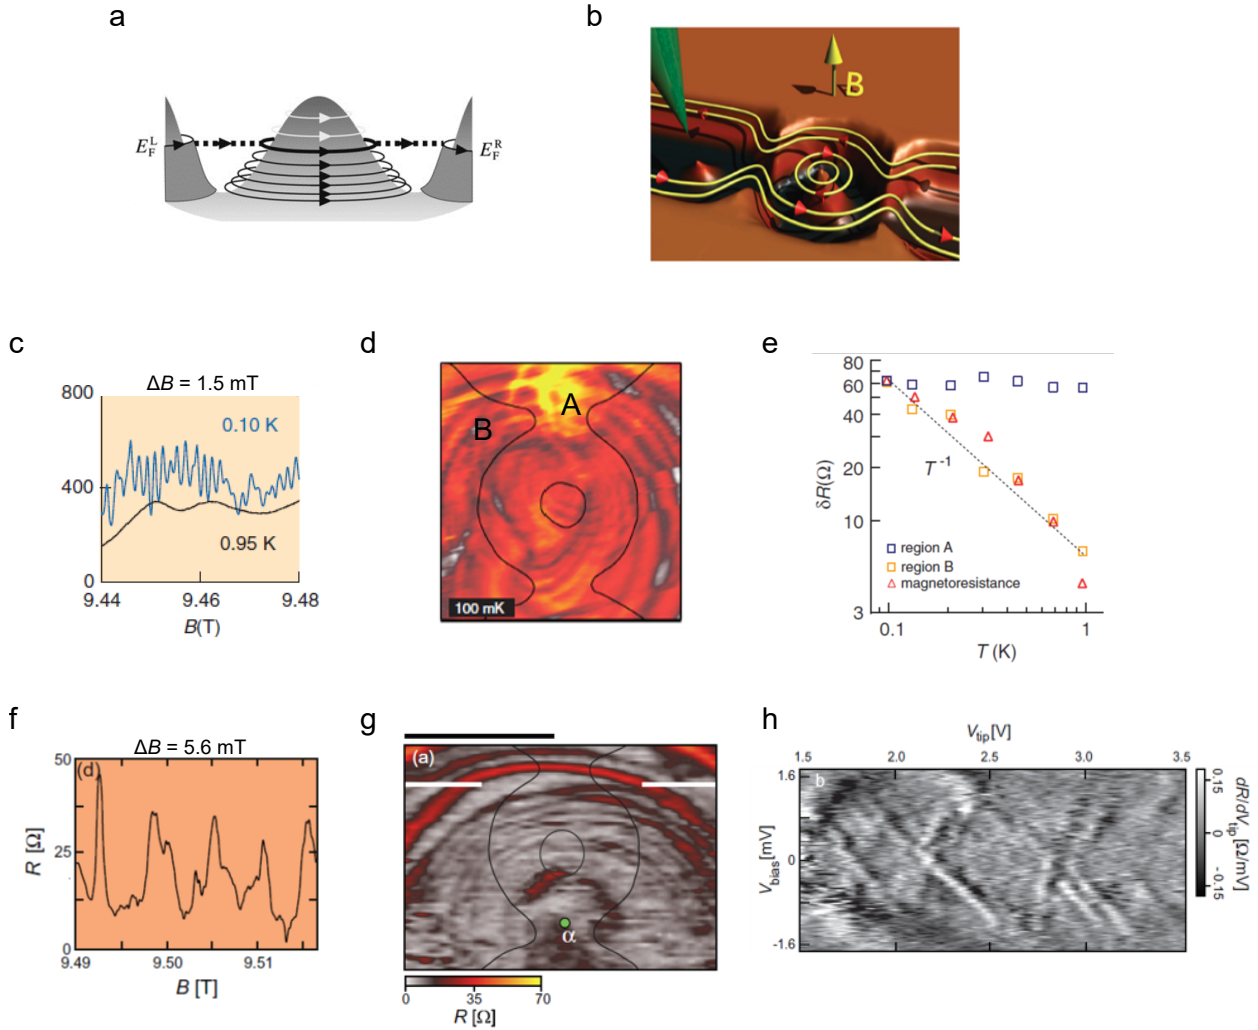 a
b
E_F^L
E_F^R
B
c
d
e
ΔB = 1.5 mT
800
400
0
0.10 K
0.95 K
9.44
9.46
9.48
B(T)
A
B
100 mK
80
60
40
20
10
3
δR(Ω)
T⁻¹
region A
region B
magnetoresistance
0.1
1
T (K)
f
g
h
ΔB = 5.6 mT
(d)
50
25
0
R [Ω]
9.49
9.50
9.51
B [T]
(a)
α
0
35
70
R [Ω]
V_tip[V]
1.5
2.0
2.5
3.0
3.5
b
1.6
0
-1.6
V_bias[mV]
0.15
0
-0.15
dR/dV_tip [Ω/mV]